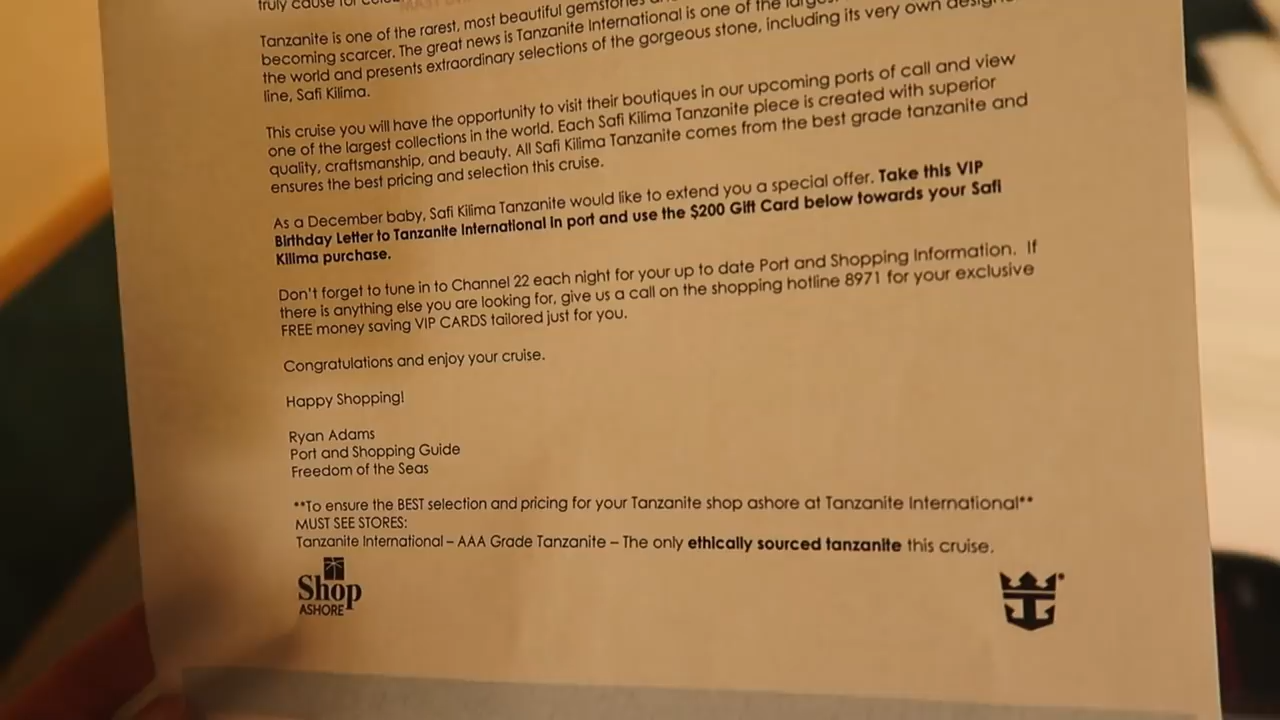 truly cause for
Tanzanite is one of the rarest, most beautiful gemstones
becoming scarcer. The great news is Tanzanite International is one of the
the world and presents extraordinary selections of the gorgeous stone, including its very own
line, Safi Kilima.
This cruise you will have the opportunity to visit their boutiques in our upcoming ports of call and view
one of the largest collections in the world. Each Safi Kilima Tanzanite piece is created with superior
quality, craftsmanship, and beauty. All Safi Kilima Tanzanite comes from the best grade tanzanite and
ensures the best pricing and selection this cruise.
As a December baby, Safi Kilima Tanzanite would like to extend you a special offer. Take this VIP
Birthday Letter to Tanzanite International in port and use the $200 Gift Card below towards your Safi
Kilima purchase.
Don't forget to tune in to Channel 22 each night for your up to date Port and Shopping Information. If
there is anything else you are looking for, give us a call on the shopping hotline 8971 for your exclusive
FREE money saving VIP CARDS tailored just for you.
Congratulations and enjoy your cruise.
Happy Shopping!
Ryan Adams
Port and Shopping Guide
Freedom of the Seas
**To ensure the BEST selection and pricing for your Tanzanite shop ashore at Tanzanite International**
MUST SEE STORES:
Tanzanite International – AAA Grade Tanzanite – The only ethically sourced tanzanite this cruise.
Shop
ASHORE